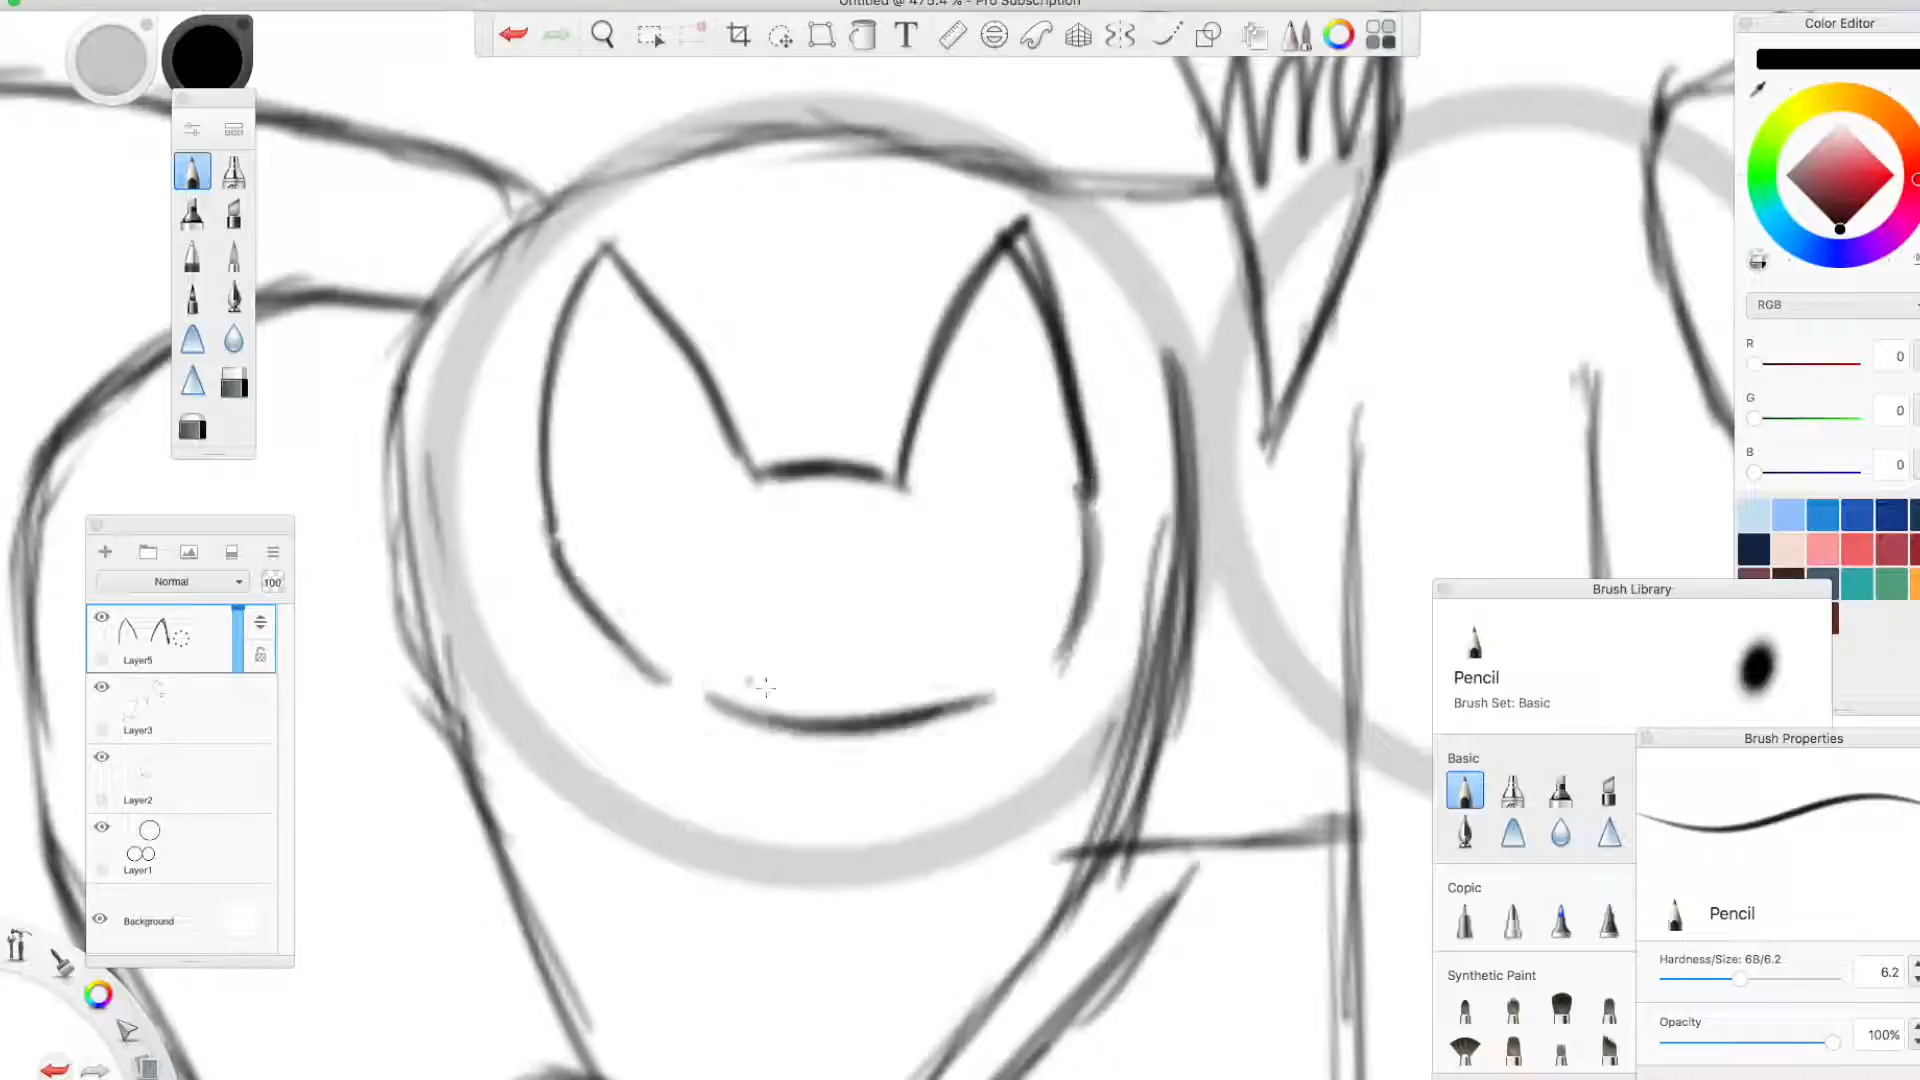 Untitled @ 475.4 % - Pro Subscription
T
Color Editor
RGB
R
0
G
0
B
0
Normal
100
Layer5
Layer3
Layer2
Layer1
Background
Brush Library
Pencil
Brush Set: Basic
Basic
Copic
Synthetic Paint
Brush Properties
Pencil
Hardness/Size: 6B/6.2
6.2
Opacity
100%